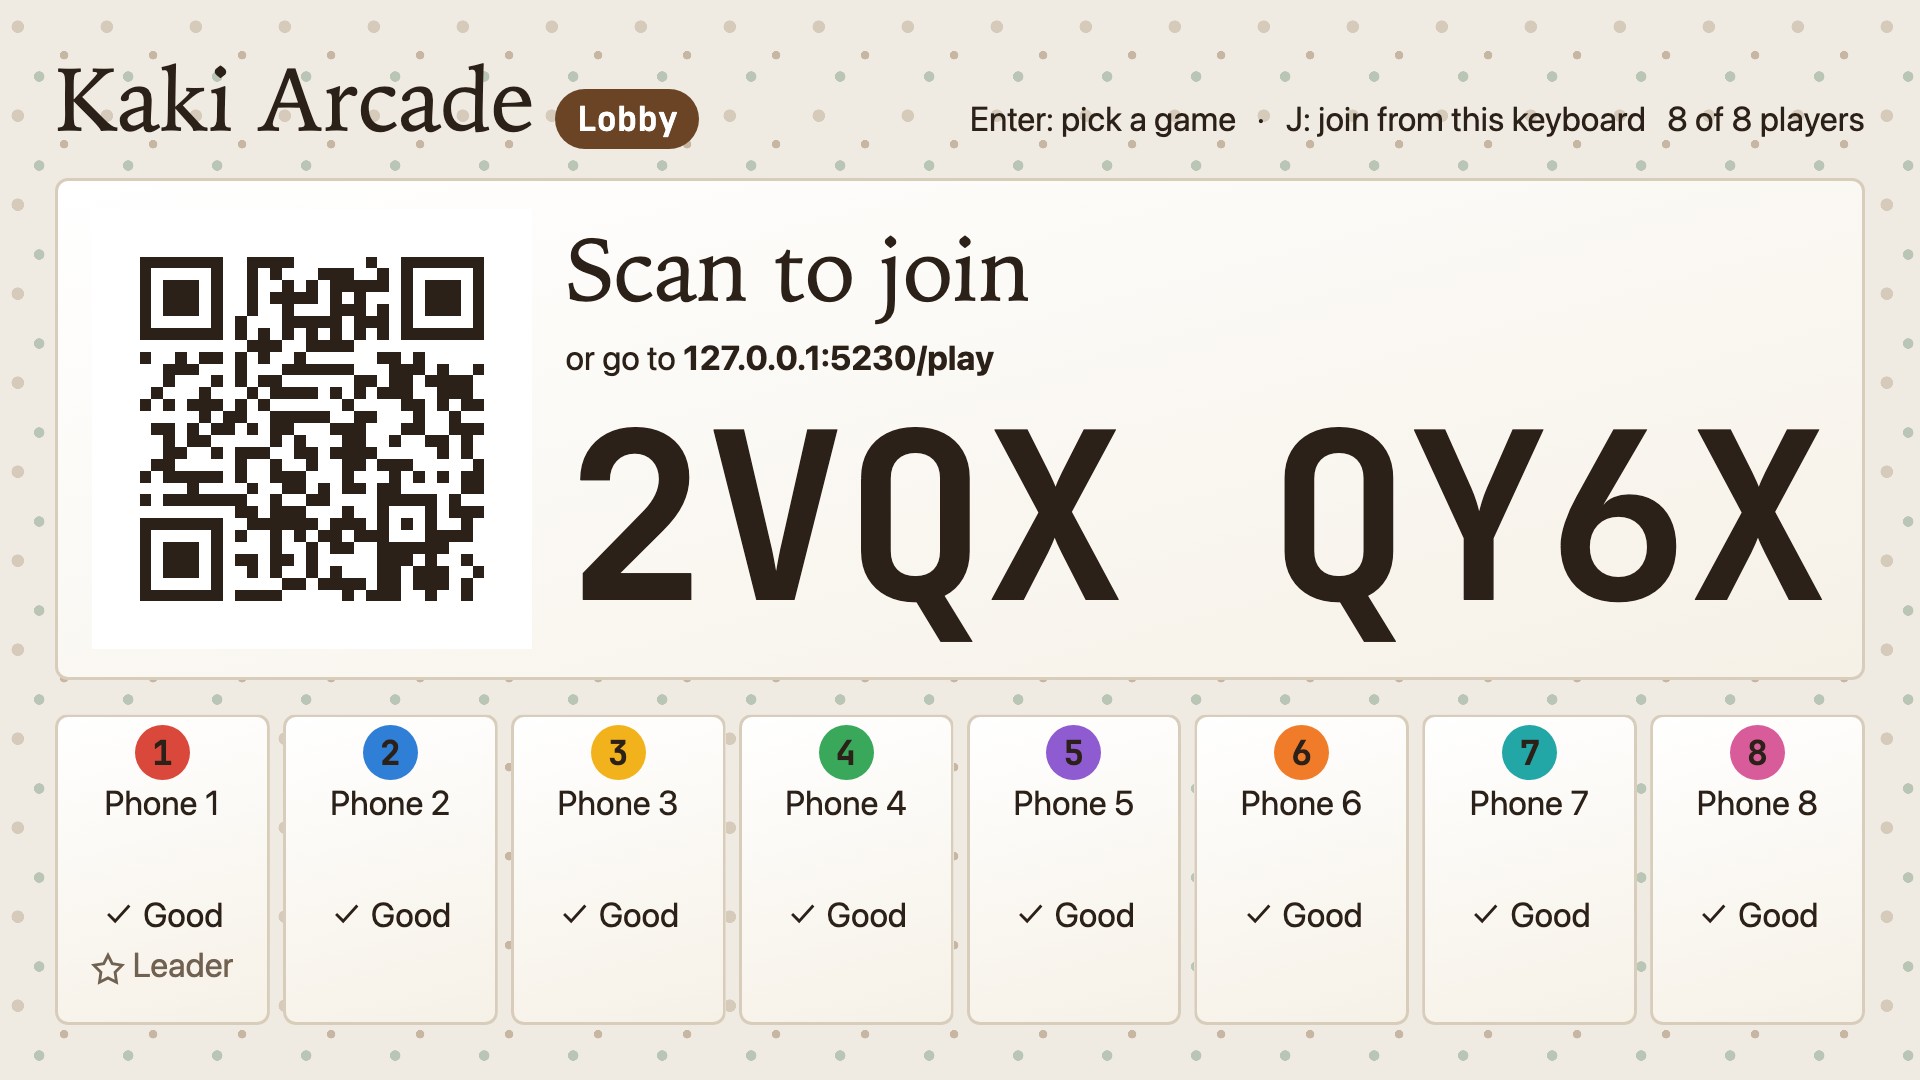 Kaki Arcade Lobby
Enter: pick a game · J: join from this keyboard 8 of 8 players
Scan to join
or go to 127.0.0.1:5230/play
2VQX QY6X
1 2 3 4 5 6 7 8
Phone 1 Phone 2 Phone 3 Phone 4 Phone 5 Phone 6 Phone 7 Phone 8
Good Good Good Good Good Good Good Good
Leader